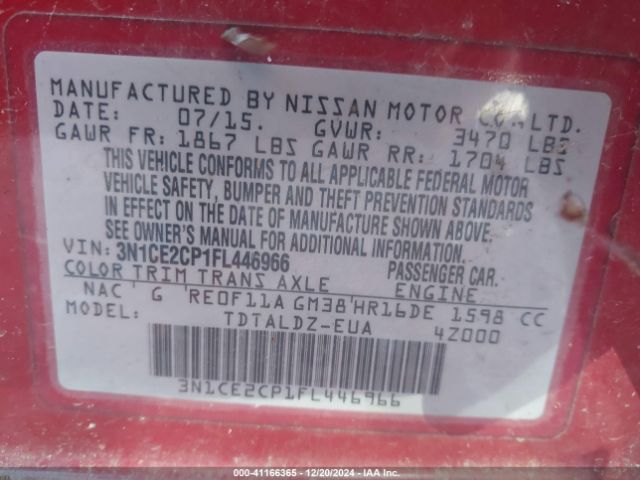 MANUFACTURED BY NISSAN MOTOR CO., LTD.
DATE: 07/15. GVWR: 3470 LBS
GAWR FR: 1867 LBS GAWR RR: 1704 LBS
THIS VEHICLE CONFORMS TO ALL APPLICABLE FEDERAL MOTOR
VEHICLE SAFETY, BUMPER AND THEFT PREVENTION STANDARDS
IN EFFECT ON THE DATE OF MANUFACTURE SHOWN ABOVE.
SEE OWNER'S MANUAL FOR ADDITIONAL INFORMATION.
VIN: 3N1CE2CP1FL446966 PASSENGER CAR.
COLOR TRIM TRANS AXLE ENGINE
NAC G RE0F11A GM38 HR16DE 1598 CC
MODEL: TDTALDZ-EUA 4Z000
3N1CE2CP1FL446966
000-41166365 - 12/20/2024 - IAA Inc.